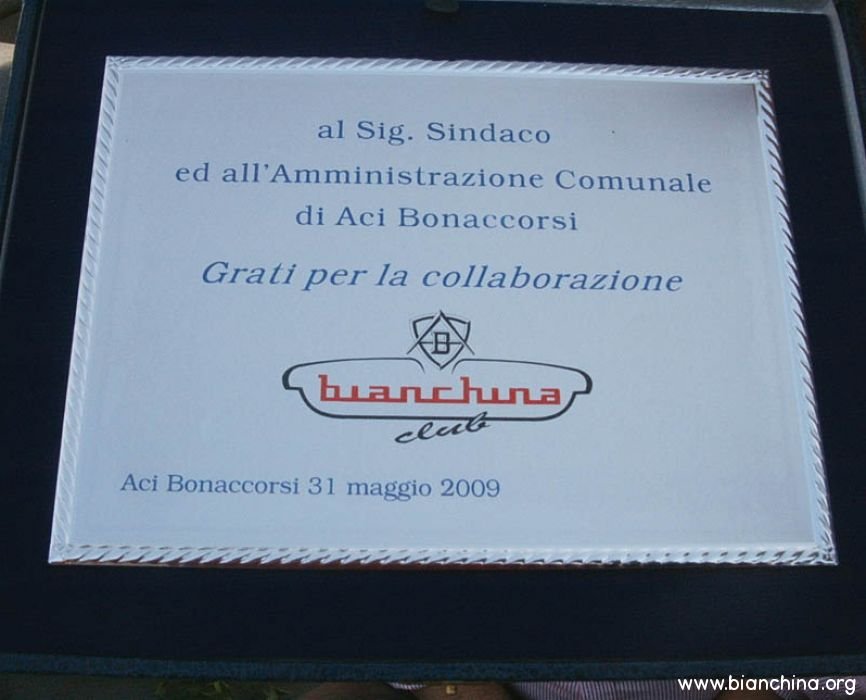 al Sig. Sindaco
ed all'Amministrazione Comunale
di Aci Bonaccorsi
Grati per la collaborazione
B
bianchina
club
Aci Bonaccorsi 31 maggio 2009
www.bianchina.org